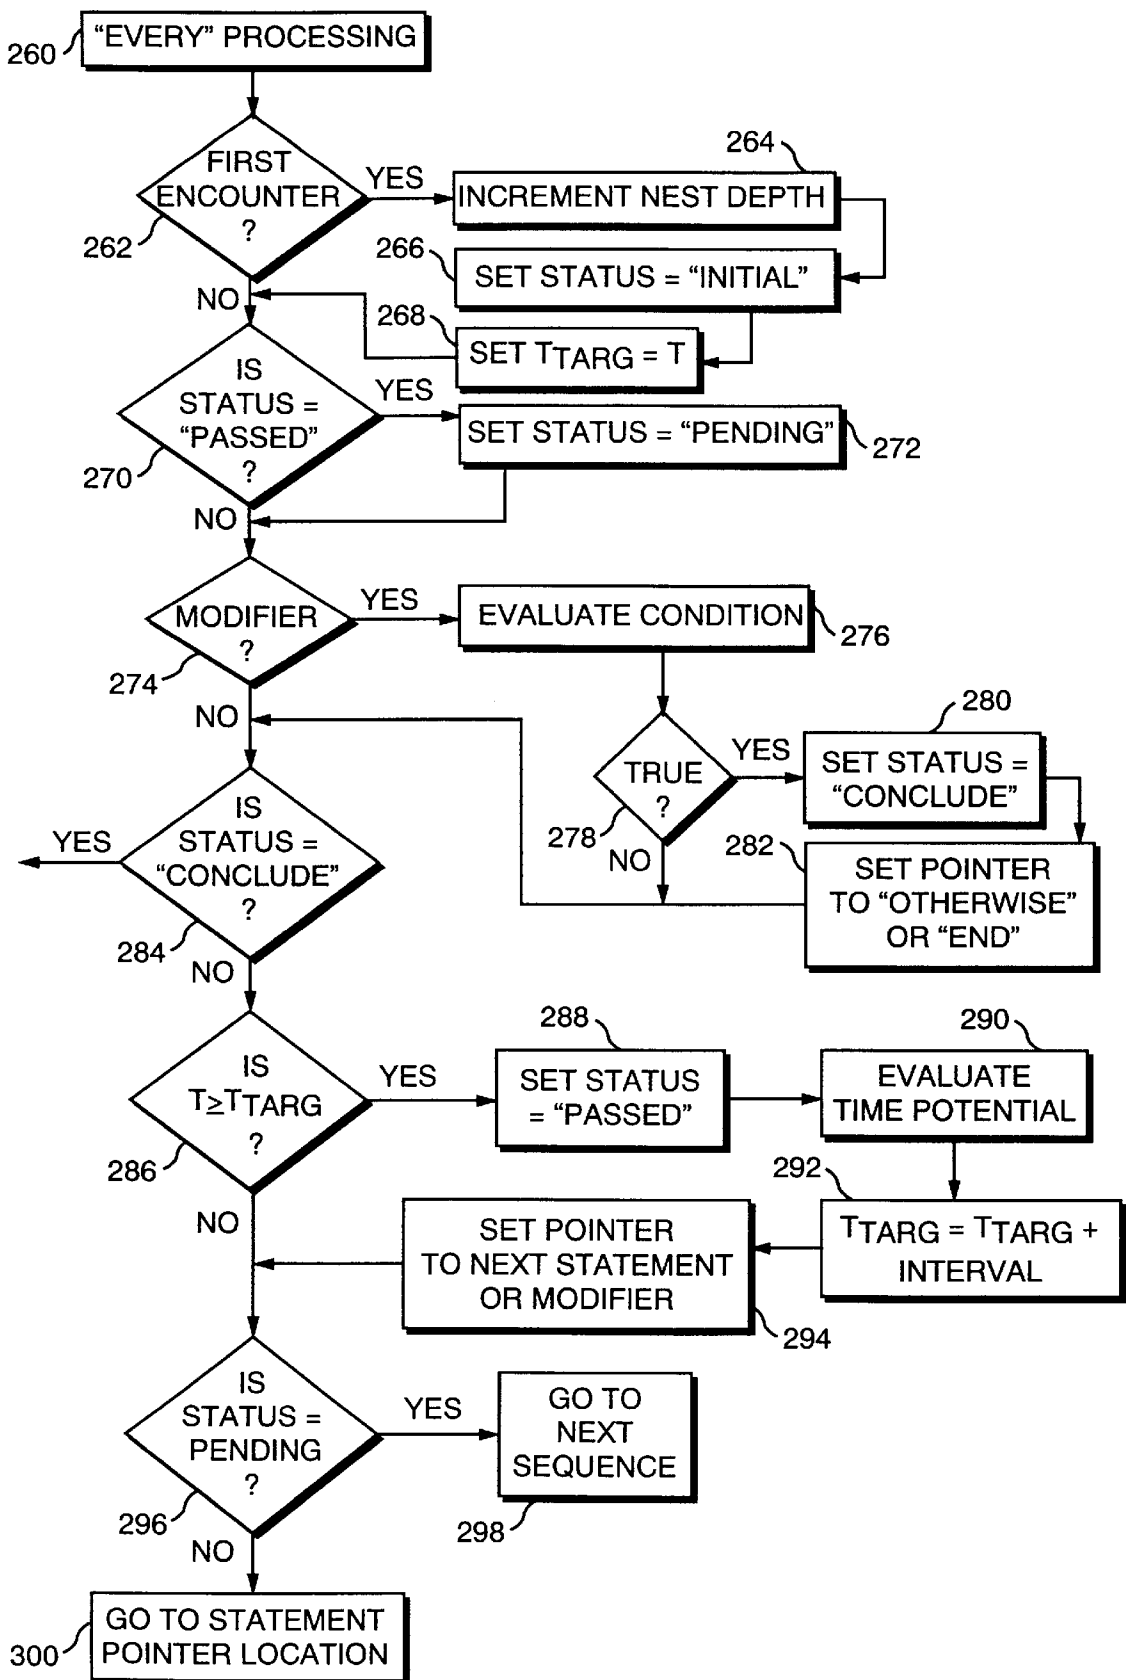 260
“EVERY” PROCESSING
FIRST
ENCOUNTER
?
262
YES
264
INCREMENT NEST DEPTH
266
SET STATUS = “INITIAL”
268
SET TTARG = T
NO
IS
STATUS =
“PASSED”
?
270
YES
SET STATUS = “PENDING”
272
NO
MODIFIER
?
274
YES
EVALUATE CONDITION
276
NO
TRUE
?
278
YES
280
SET STATUS =
“CONCLUDE”
NO
282
SET POINTER
TO “OTHERWISE”
OR “END”
IS
STATUS =
“CONCLUDE”
?
284
YES
NO
IS
T≥TTARG
?
286
YES
288
SET STATUS
= “PASSED”
290
EVALUATE
TIME POTENTIAL
292
TTARG = TTARG +
INTERVAL
SET POINTER
TO NEXT STATEMENT
OR MODIFIER
294
NO
IS
STATUS =
PENDING
?
296
YES
GO TO
NEXT
SEQUENCE
298
NO
300
GO TO STATEMENT
POINTER LOCATION